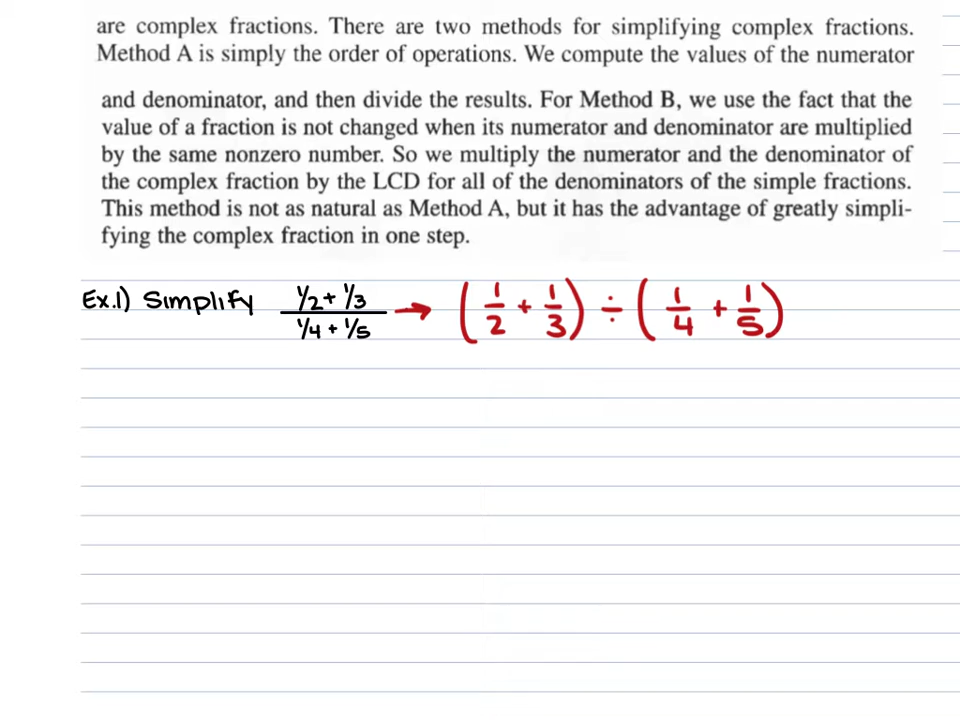 are complex fractions. There are two methods for simplifying complex fractions.
Method A is simply the order of operations. We compute the values of the numerator
and denominator, and then divide the results. For Method B, we use the fact that the
value of a fraction is not changed when its numerator and denominator are multiplied
by the same nonzero number. So we multiply the numerator and the denominator of
the complex fraction by the LCD for all of the denominators of the simple fractions.
This method is not as natural as Method A, but it has the advantage of greatly simpli-
fying the complex fraction in one step.
Ex.1) Simplify (1/2 + 1/3)/(1/4 + 1/5) → (1/2 + 1/3) ÷ (1/4 + 1/5)